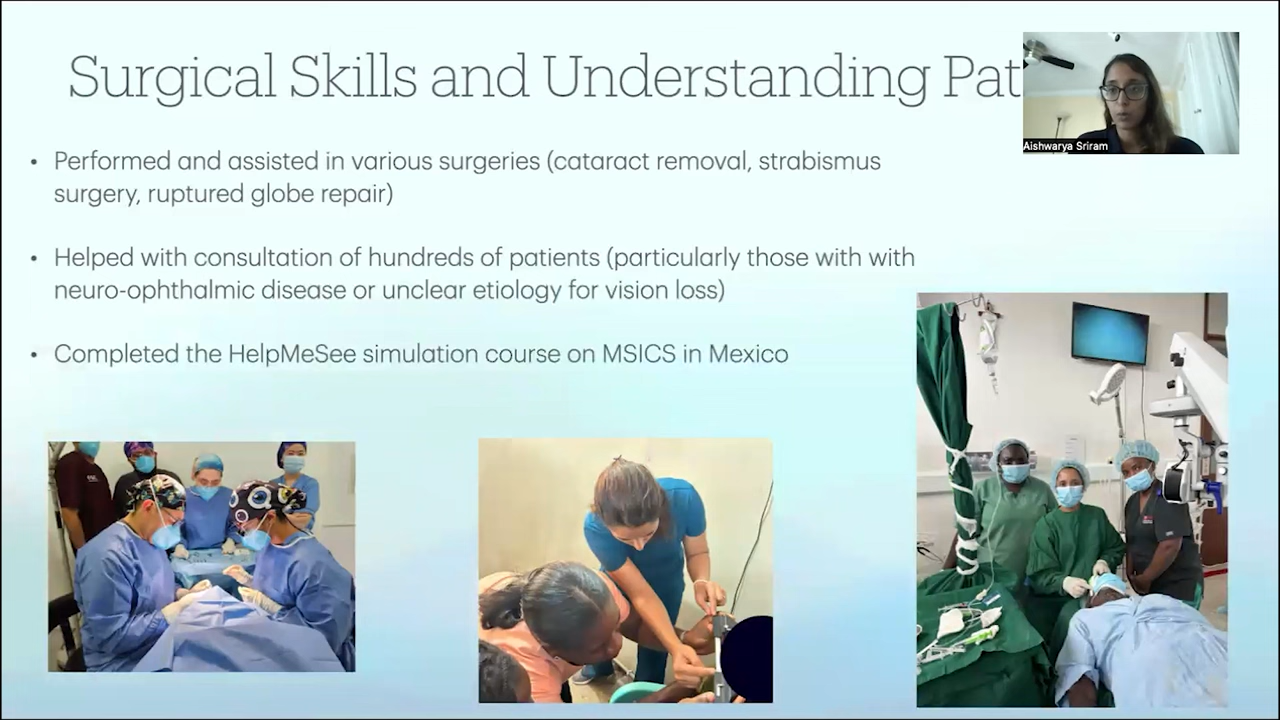 Surgical Skills and Understanding Pat
Aishwarya Sriram
• Performed and assisted in various surgeries (cataract removal, strabismus
surgery, ruptured globe repair)
• Helped with consultation of hundreds of patients (particularly those with with
neuro-ophthalmic disease or unclear etiology for vision loss)
• Completed the HelpMeSee simulation course on MSICS in Mexico